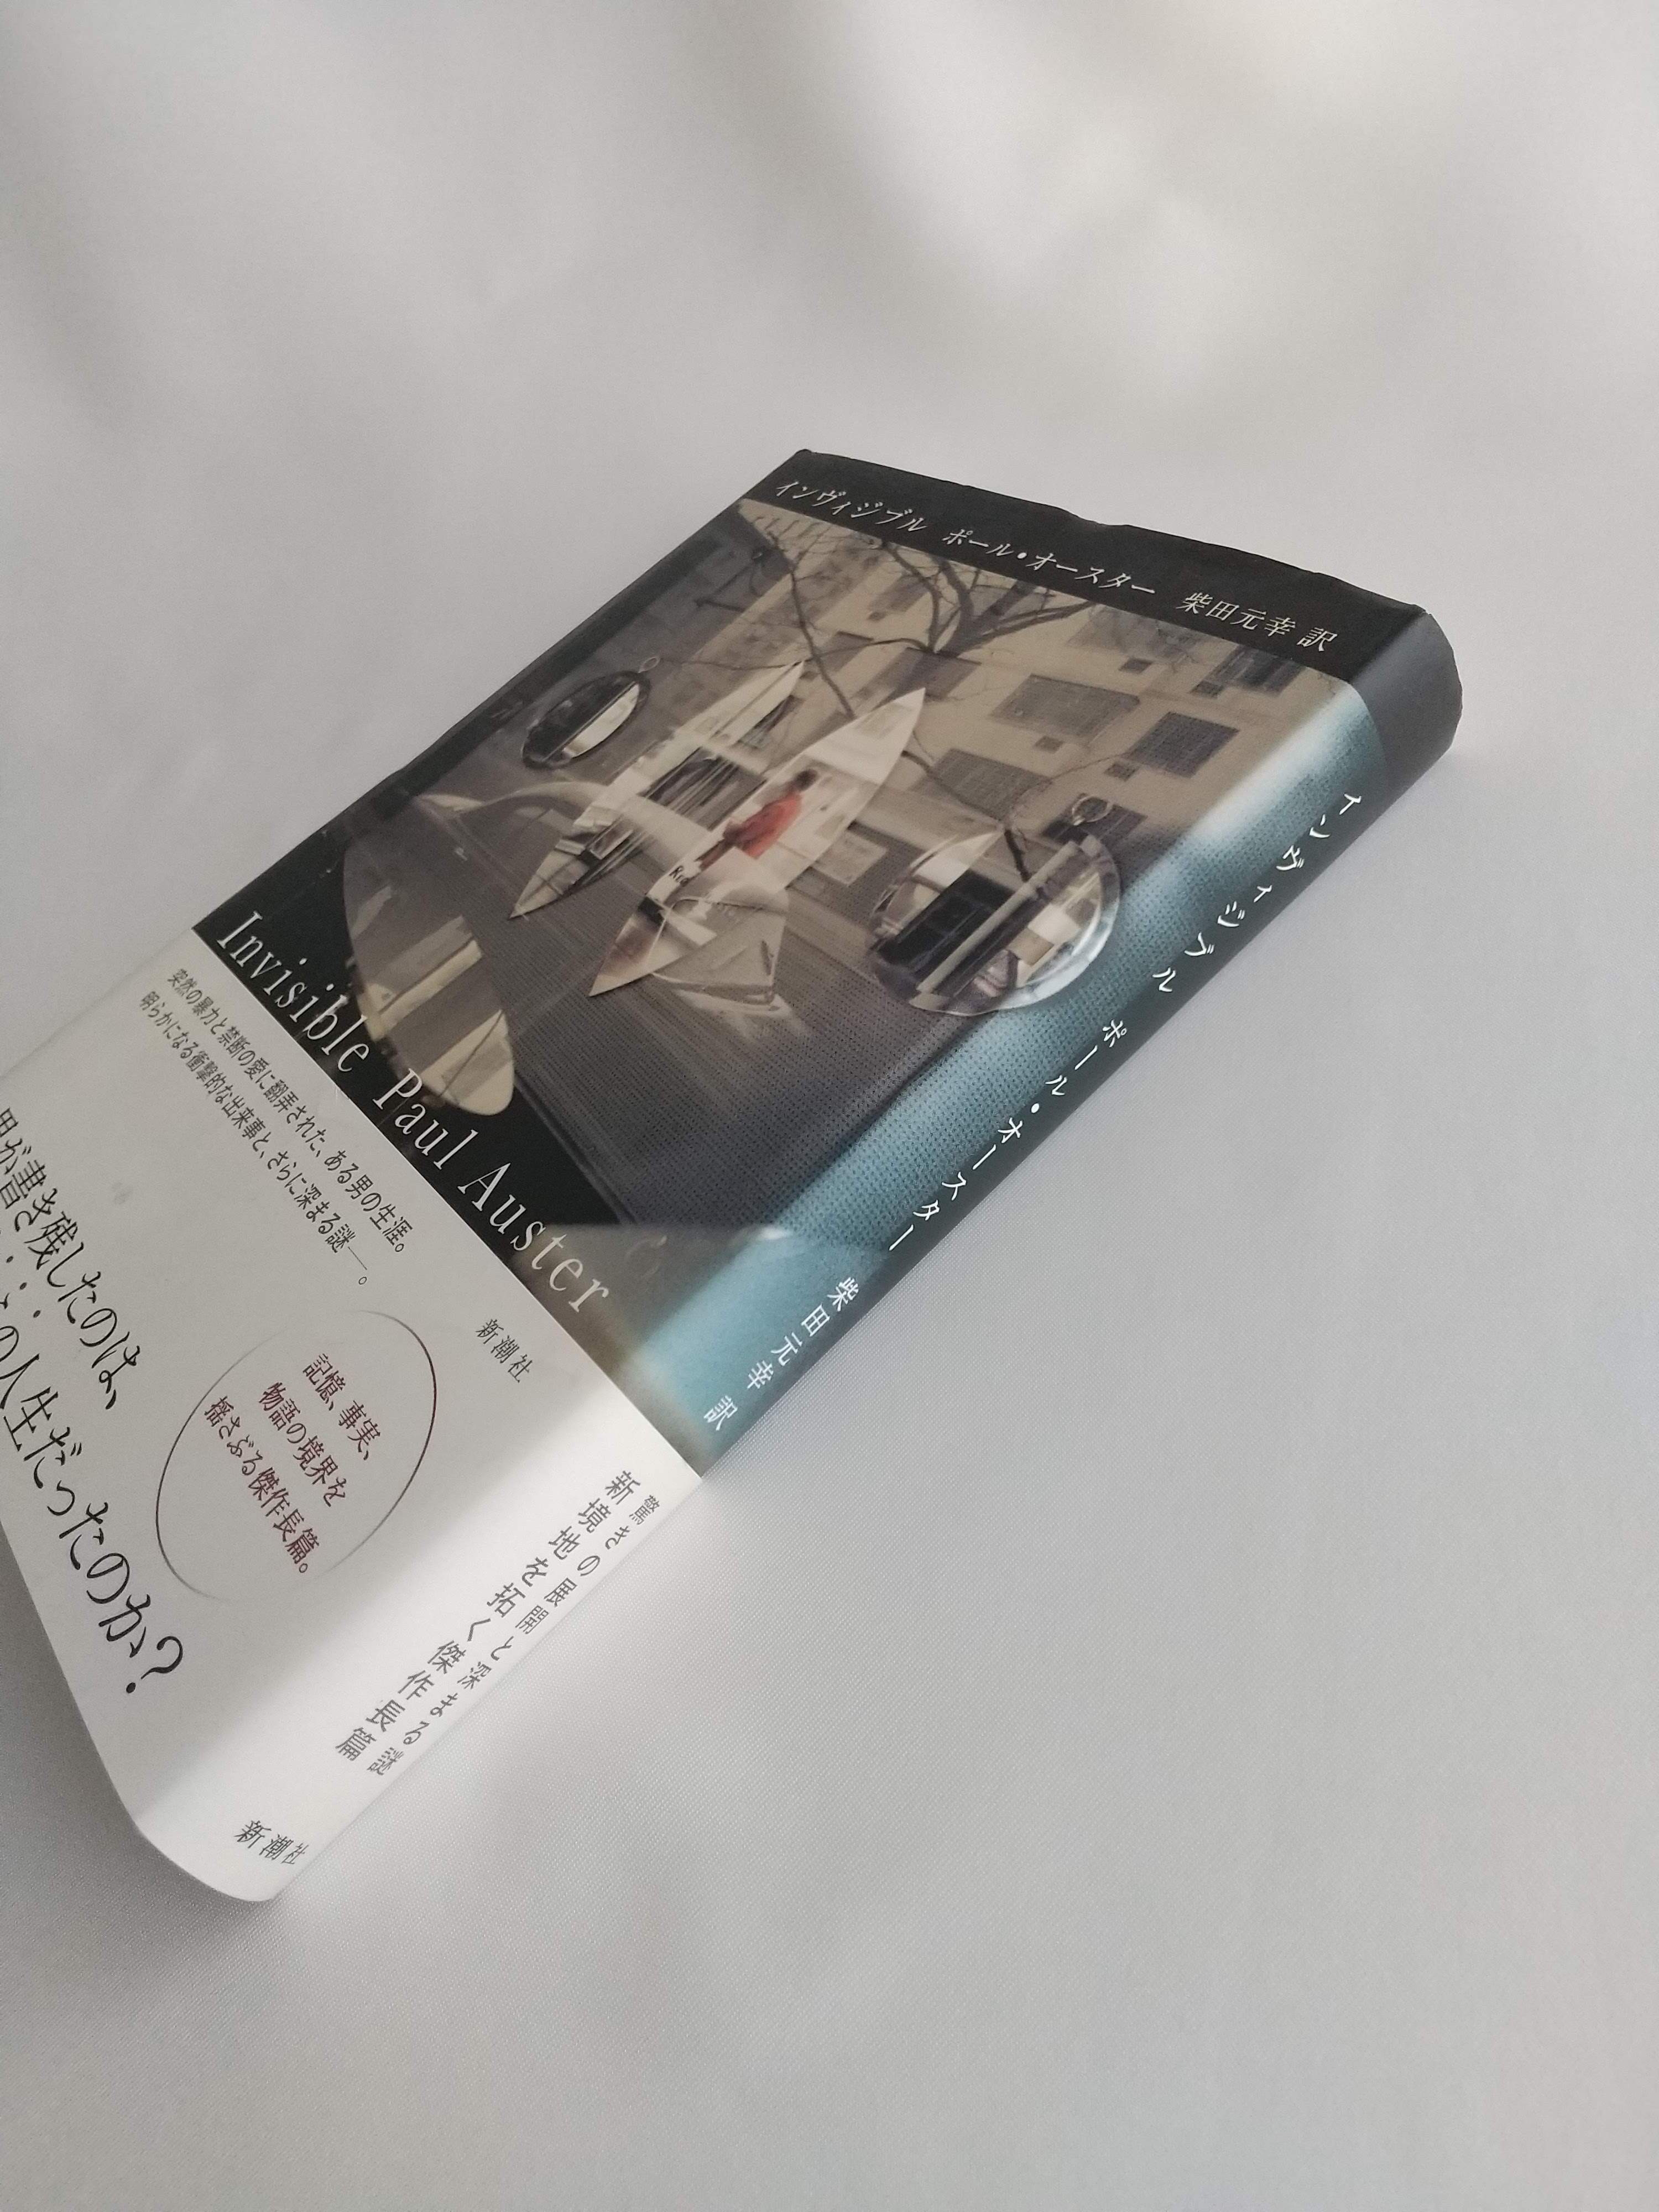 インヴィジブル ポール・オースター 柴田元幸 訳
Invisible Paul Auster
突然の暴力と禁断の愛に翻弄された、ある男の生涯。
明らかになる衝撃的な出来事と、さらに深まる謎──。
新潮社
が書き残したのは、
の人生だったのか?
記憶、事実、
物語の境界を
揺さぶる傑作長篇。
インヴィジブル ポール・オースター 柴田元幸 訳
驚きの展開と深まる謎
新境地を拓く傑作長篇
新潮社